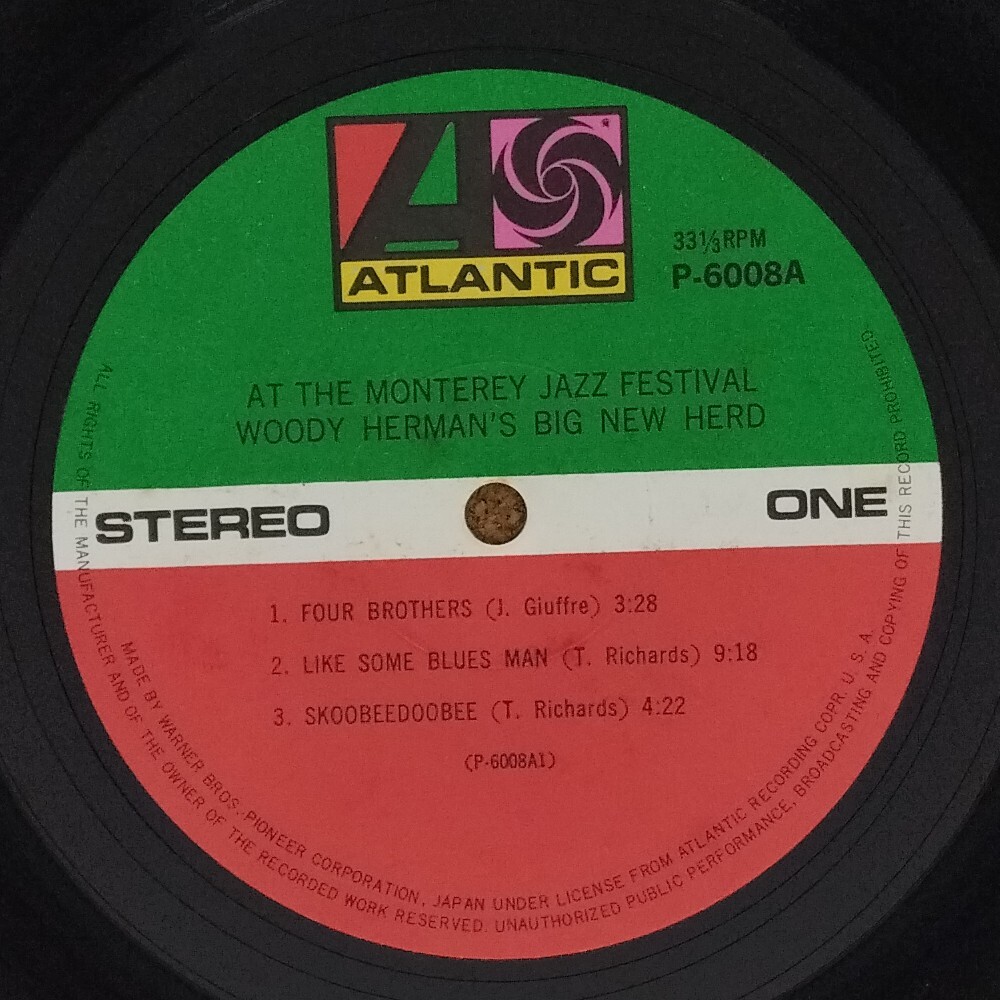 ATLANTIC
33⅓ RPM
P-6008A
AT THE MONTEREY JAZZ FESTIVAL
WOODY HERMAN'S BIG NEW HERD
STEREO
ONE
1. FOUR BROTHERS (J. Giuffre) 3:28
2. LIKE SOME BLUES MAN (T. Richards) 9:18
3. SKOOBEEDOOBEE (T. Richards) 4:22
(P-6008A1)
MADE BY WARNER BROS.-PIONEER CORPORATION, JAPAN UNDER LICENSE FROM ATLANTIC RECORDING COPR. U. S. A.
ALL RIGHTS OF THE MANUFACTURER AND OF THE OWNER OF THE RECORDED WORK RESERVED. UNAUTHORIZED PUBLIC PERFORMANCE, BROADCASTING AND COPYING OF THIS RECORD PROHIBITED